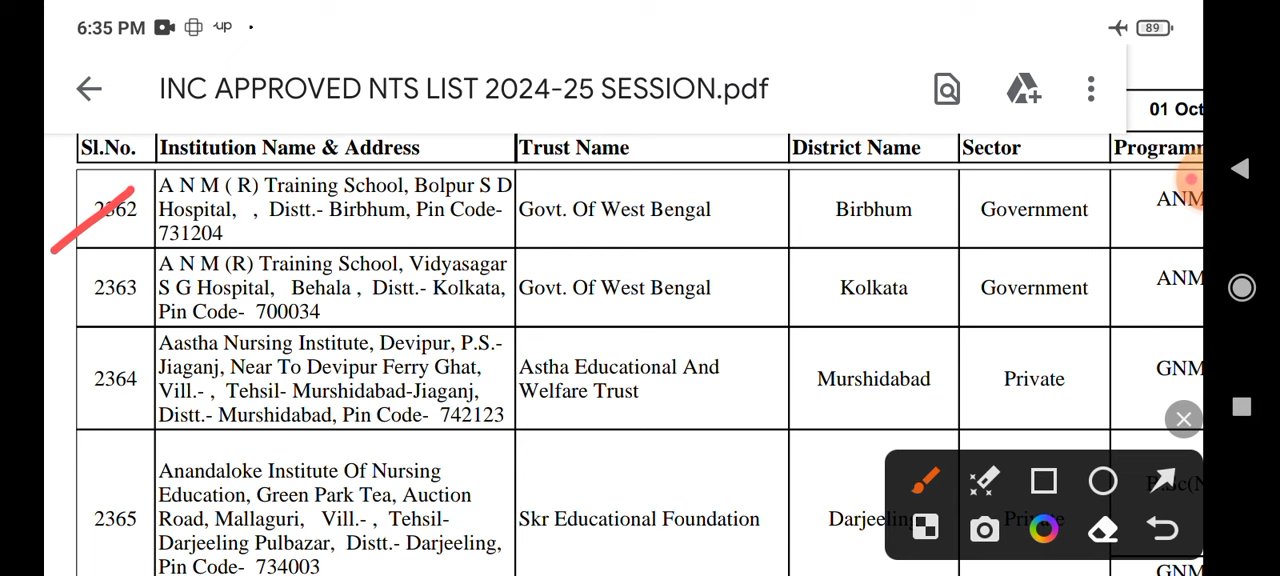 6:35 PM up 89
INC APPROVED NTS LIST 2024-25 SESSION.pdf
01 Oct
Sl.No. Institution Name & Address Trust Name District Name Sector Programm
2362 A N M ( R) Training School, Bolpur S D Hospital, , Distt.- Birbhum, Pin Code- 731204 Govt. Of West Bengal Birbhum Government ANM
2363 A N M (R) Training School, Vidyasagar S G Hospital, Behala , Distt.- Kolkata, Pin Code- 700034 Govt. Of West Bengal Kolkata Government ANM
2364 Aastha Nursing Institute, Devipur, P.S.- Jiaganj, Near To Devipur Ferry Ghat, Vill.- , Tehsil- Murshidabad-Jiaganj, Distt.- Murshidabad, Pin Code- 742123 Astha Educational And Welfare Trust Murshidabad Private GNM
2365 Anandaloke Institute Of Nursing Education, Green Park Tea, Auction Road, Mallaguri, Vill.- , Tehsil- Darjeeling Pulbazar, Distt.- Darjeeling, Pin Code- 734003 Skr Educational Foundation Darjeeling Private
GNM